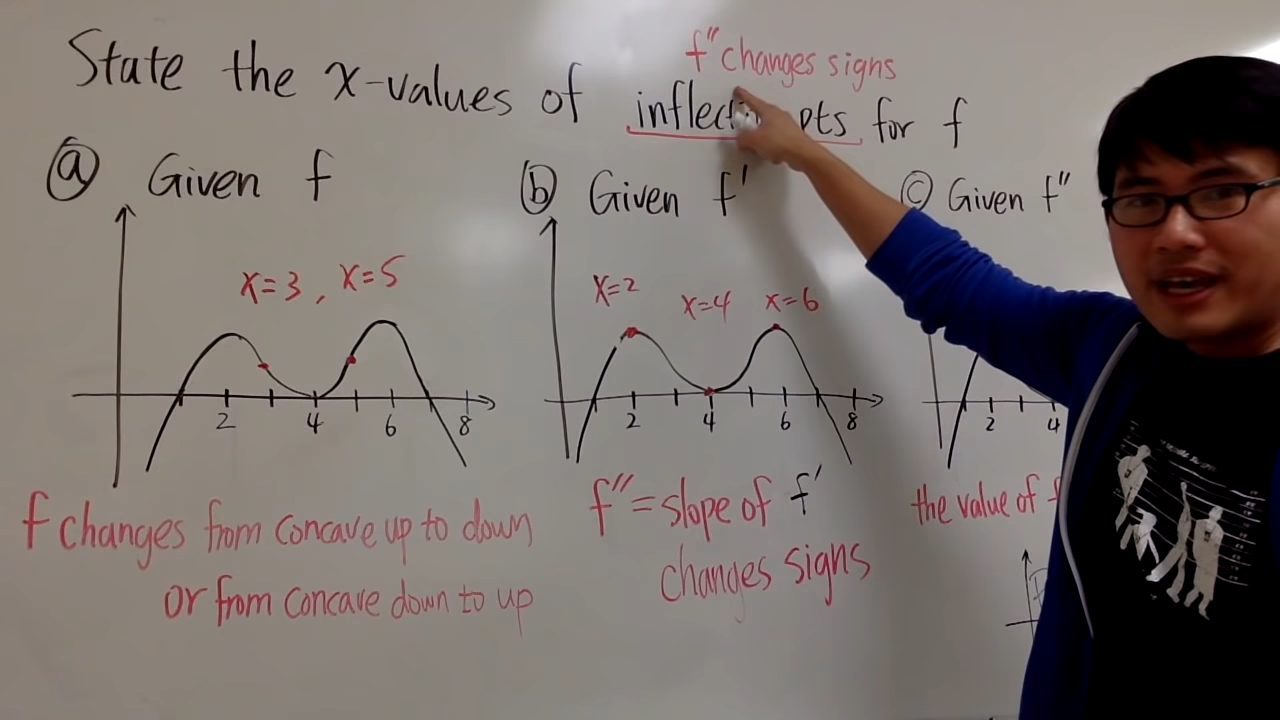 f" changes signs
State the x-values of inflec pts for f
ⓐ Given f
x=3, x=5
2 4 6 8
f changes from concave up to down
or from concave down to up
ⓑ Given f'
x=2 x=4 x=6
2 4 6 8
f" = slope of f'
changes signs
ⓒ Given f"
2 4
the value of f